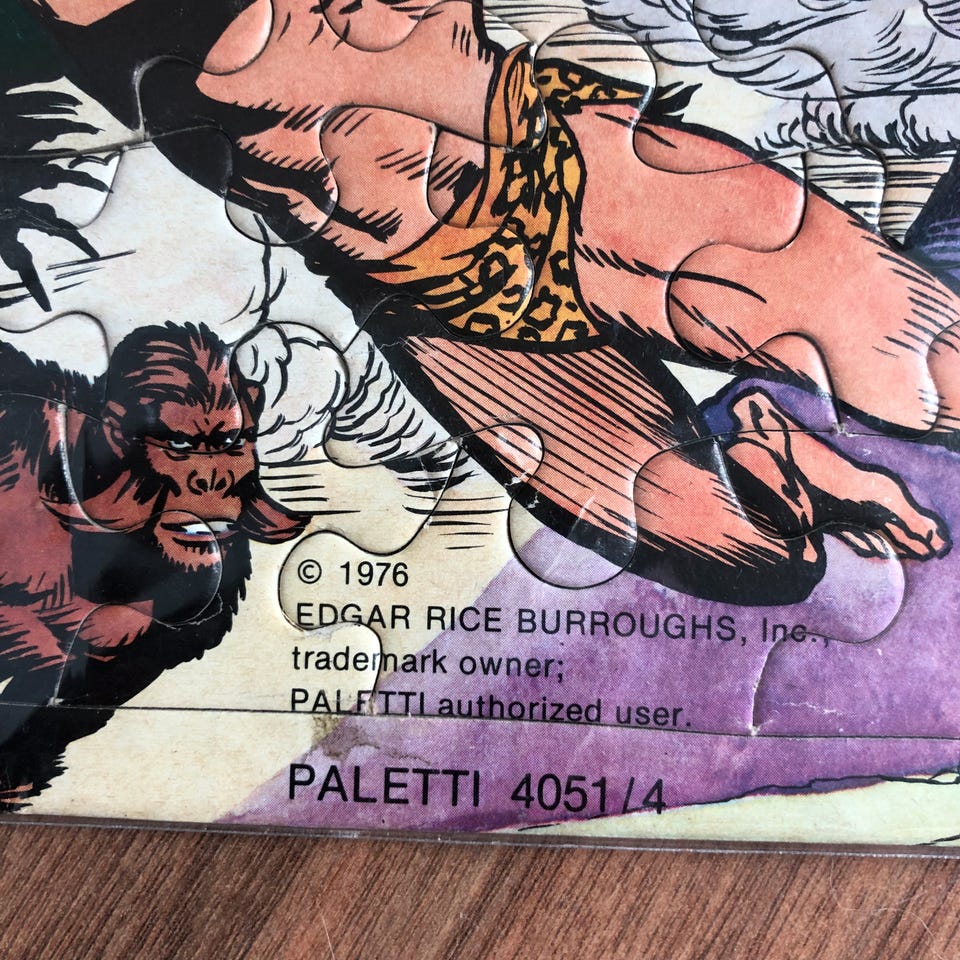 © 1976
EDGAR RICE BURROUGHS, Inc.,
trademark owner;
PALETTI authorized user.
PALETTI 4051/4